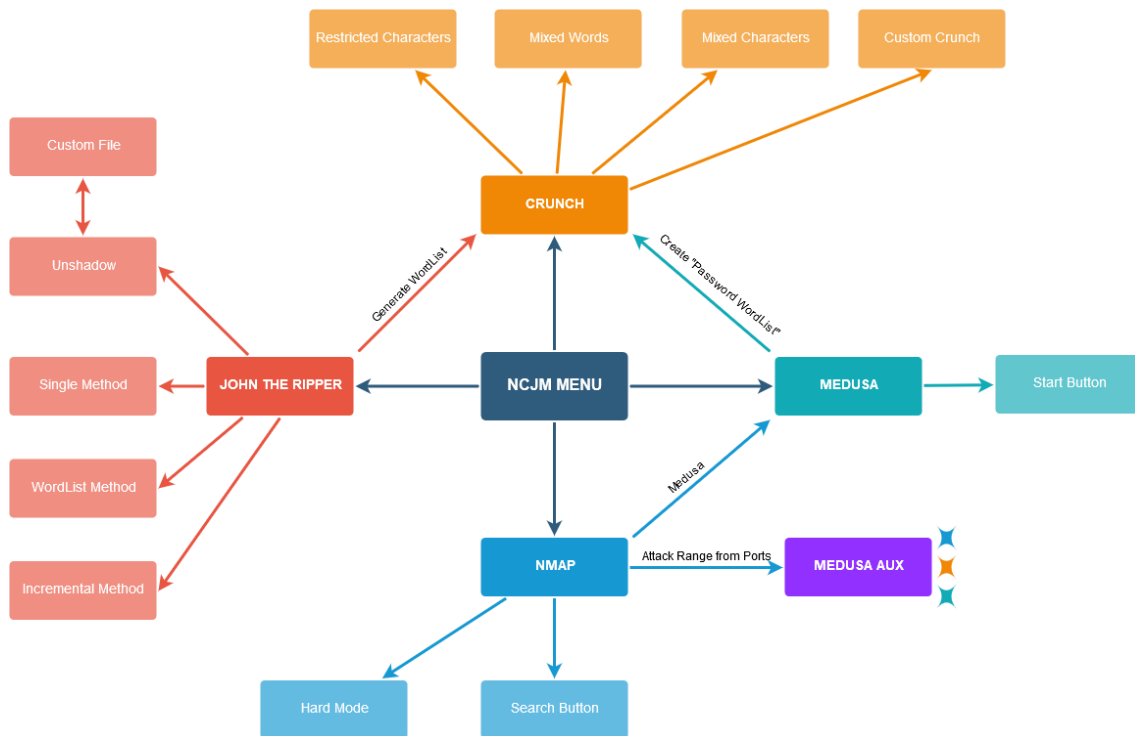 Restricted Characters
Mixed Words
Mixed Characters
Custom Crunch
Custom File
CRUNCH
Unshadow
Generate WordList
Create "Password WordList"
Single Method
JOHN THE RIPPER
NCJM MENU
MEDUSA
Start Button
WordList Method
Medusa
Attack Range from Ports
NMAP
MEDUSA AUX
Incremental Method
Hard Mode
Search Button